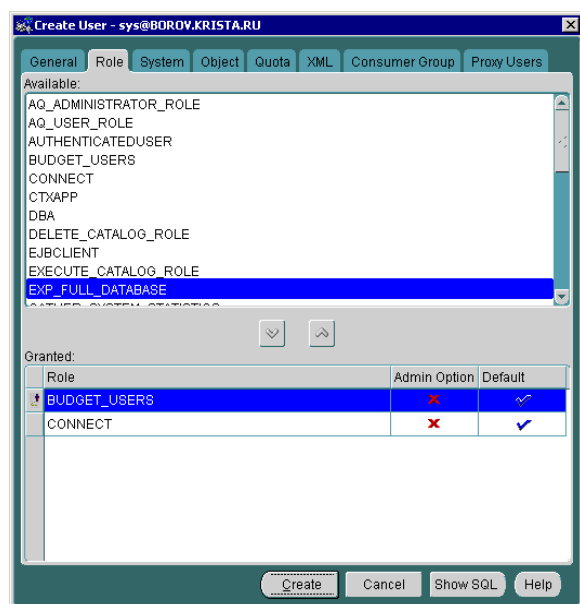 Create User - sys@BOROV.KRISTA.RU
General Role System Object Quota XML Consumer Group Proxy Users
Available:
AQ_ADMINISTRATOR_ROLE
AQ_USER_ROLE
AUTHENTICATEDUSER
BUDGET_USERS
CONNECT
CTXAPP
DBA
DELETE_CATALOG_ROLE
EJBCLIENT
EXECUTE_CATALOG_ROLE
EXP_FULL_DATABASE
Granted:
Role Admin Option Default
BUDGET_USERS
CONNECT
Create Cancel Show SQL Help